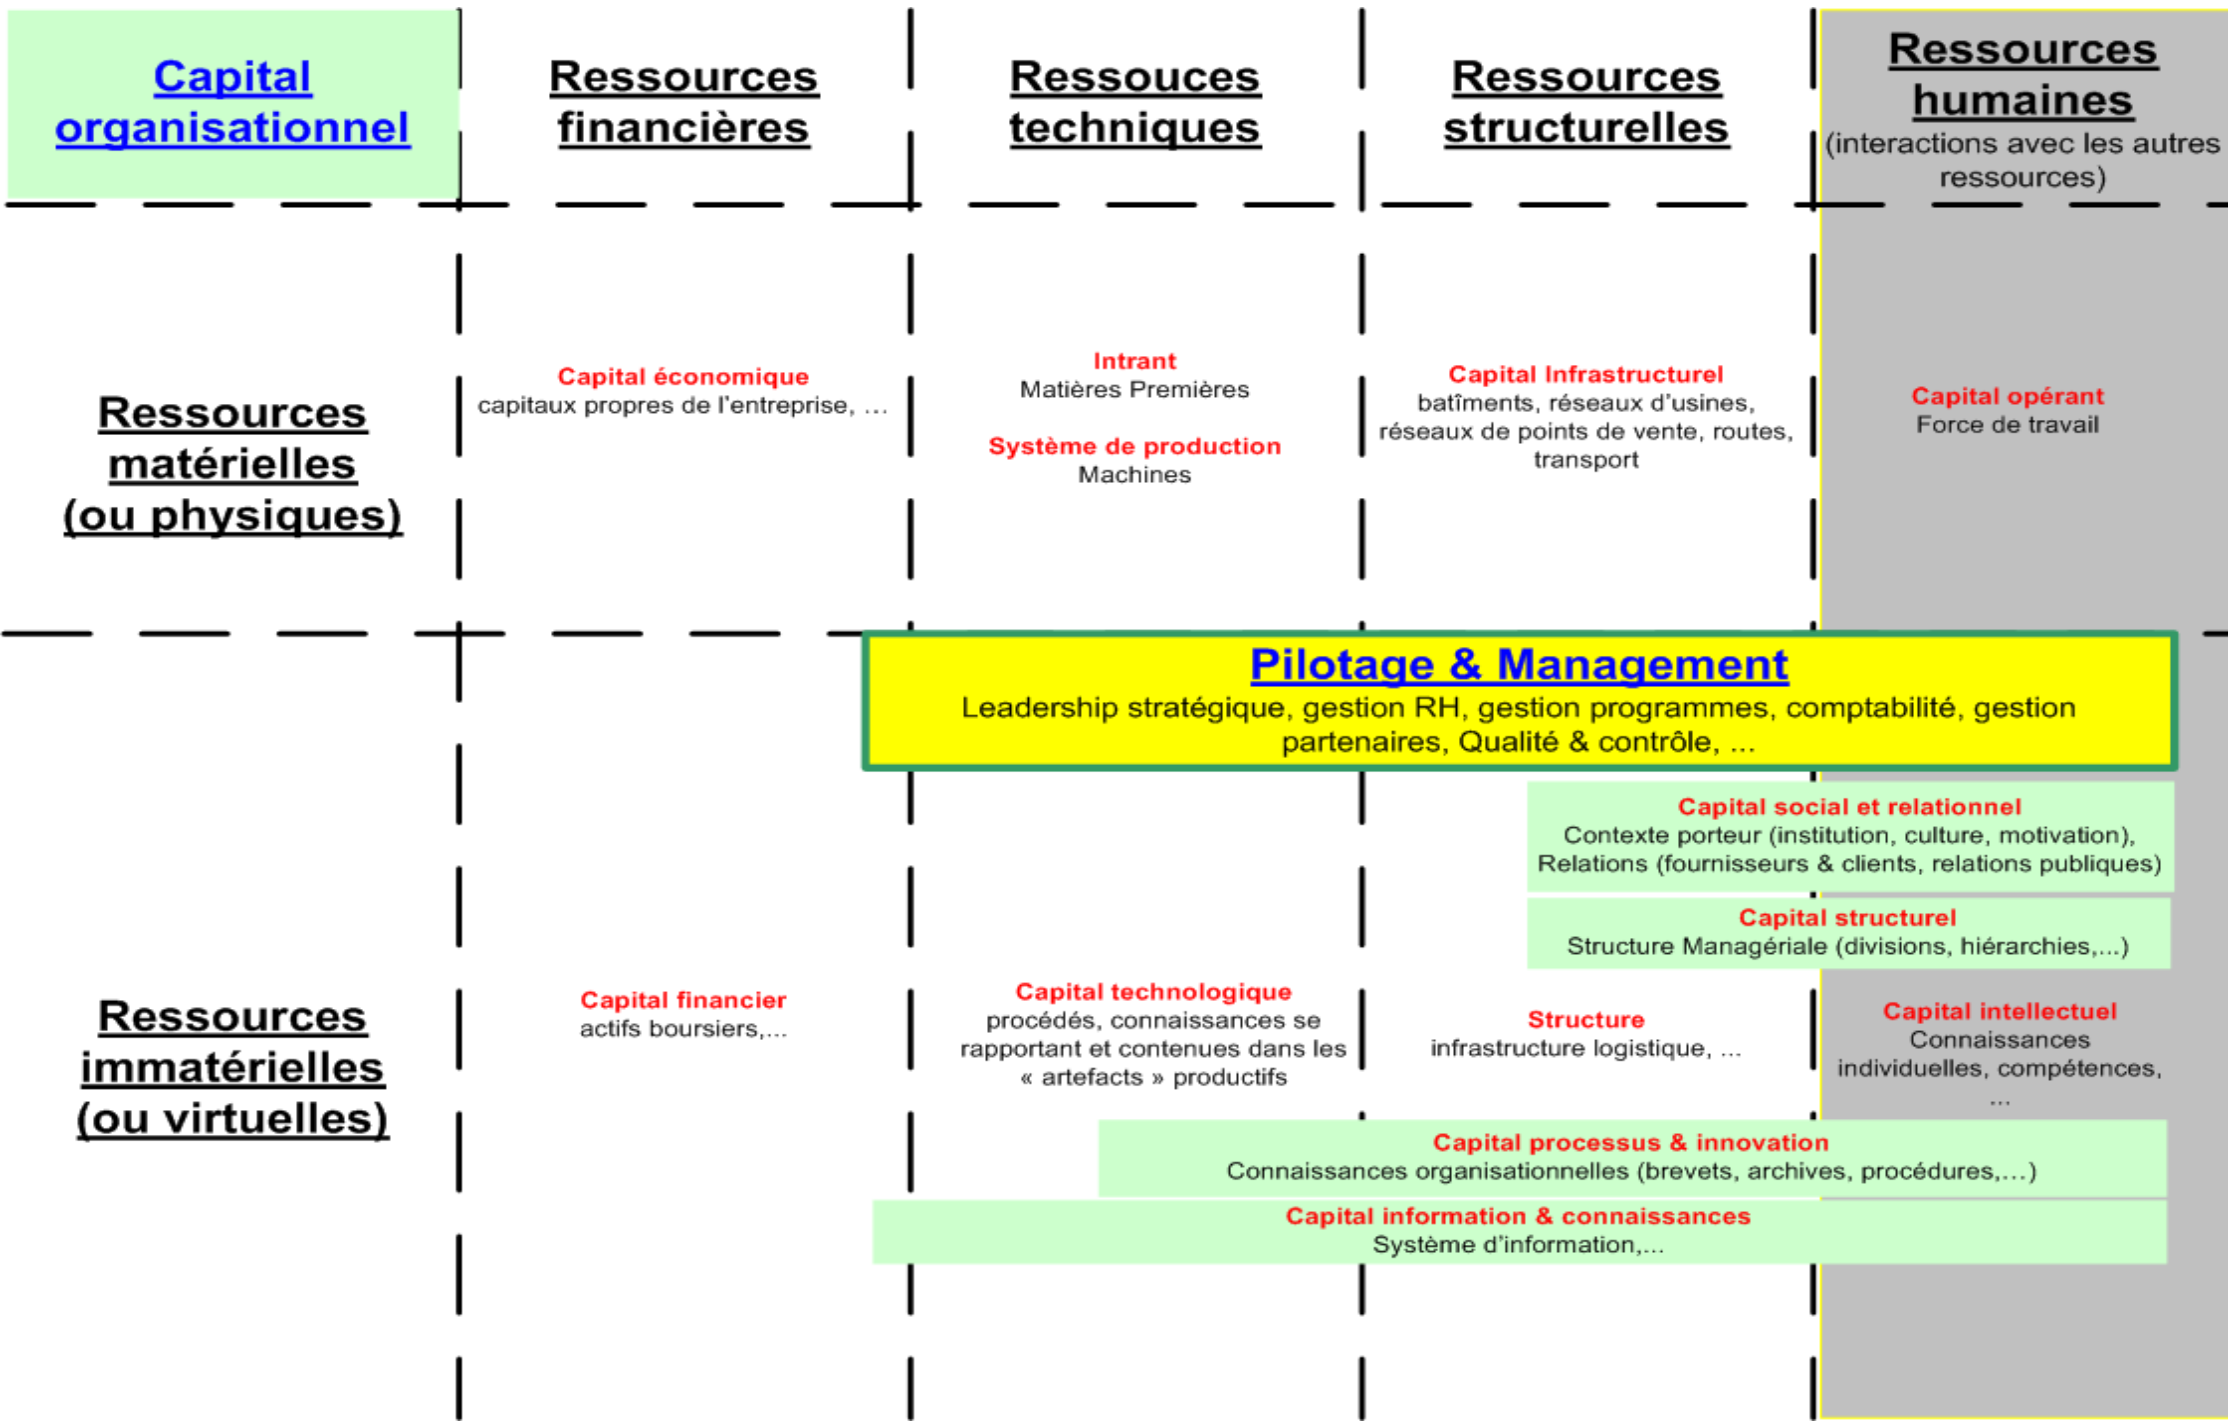 Capital
organisationnel
Ressources
financières
Ressouces
techniques
Ressources
structurelles
Ressources
humaines
(interactions avec les autres
ressources)
Ressources
matérielles
(ou physiques)
Capital économique
capitaux propres de l'entreprise, ...
Intrant
Matières Premières
Système de production
Machines
Capital Infrastructurel
batîments, réseaux d'usines,
réseaux de points de vente, routes,
transport
Capital opérant
Force de travail
Pilotage & Management
Leadership stratégique, gestion RH, gestion programmes, comptabilité, gestion
partenaires, Qualité & contrôle, ...
Capital social et relationnel
Contexte porteur (institution, culture, motivation),
Relations (fournisseurs & clients, relations publiques)
Capital structurel
Structure Managériale (divisions, hiérarchies,...)
Ressources
immatérielles
(ou virtuelles)
Capital financier
actifs boursiers,...
Capital technologique
procédés, connaissances se
rapportant et contenues dans les
« artefacts » productifs
Structure
infrastructure logistique, ...
Capital intellectuel
Connaissances
individuelles, compétences,
...
Capital processus & innovation
Connaissances organisationnelles (brevets, archives, procédures,...)
Capital information & connaissances
Système d'information,...